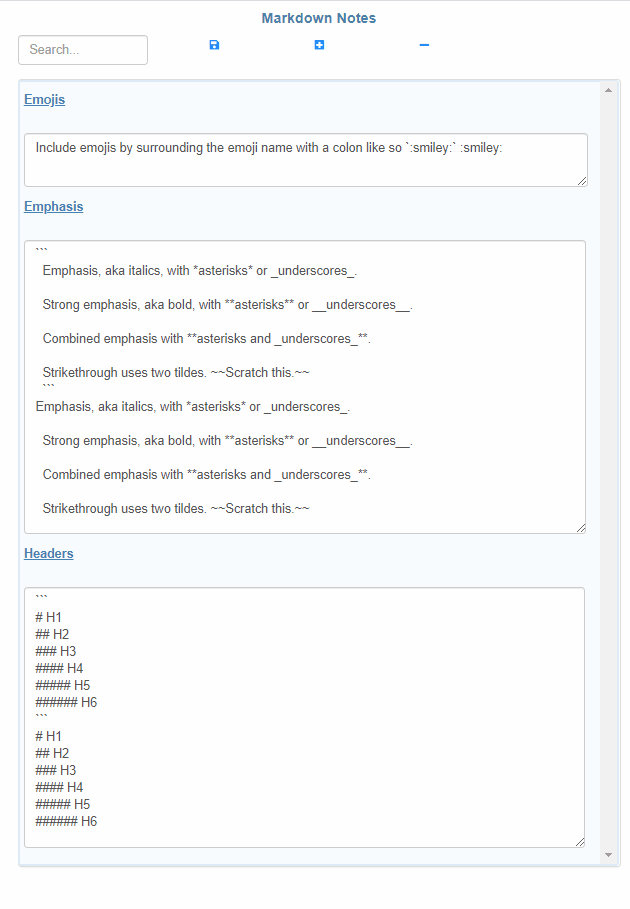 Markdown Notes
Search...
Emojis
Include emojis by surrounding the emoji name with a colon like so `:smiley:` :smiley:
Emphasis
```
Emphasis, aka italics, with *asterisks* or _underscores_.
Strong emphasis, aka bold, with **asterisks** or __underscores__.
Combined emphasis with **asterisks and _underscores_**.
Strikethrough uses two tildes. ~~Scratch this.~~
```
Emphasis, aka italics, with *asterisks* or _underscores_.
Strong emphasis, aka bold, with **asterisks** or __underscores__.
Combined emphasis with **asterisks and _underscores_**.
Strikethrough uses two tildes. ~~Scratch this.~~
Headers
```
# H1
## H2
### H3
#### H4
##### H5
###### H6
```
# H1
## H2
### H3
#### H4
##### H5
###### H6